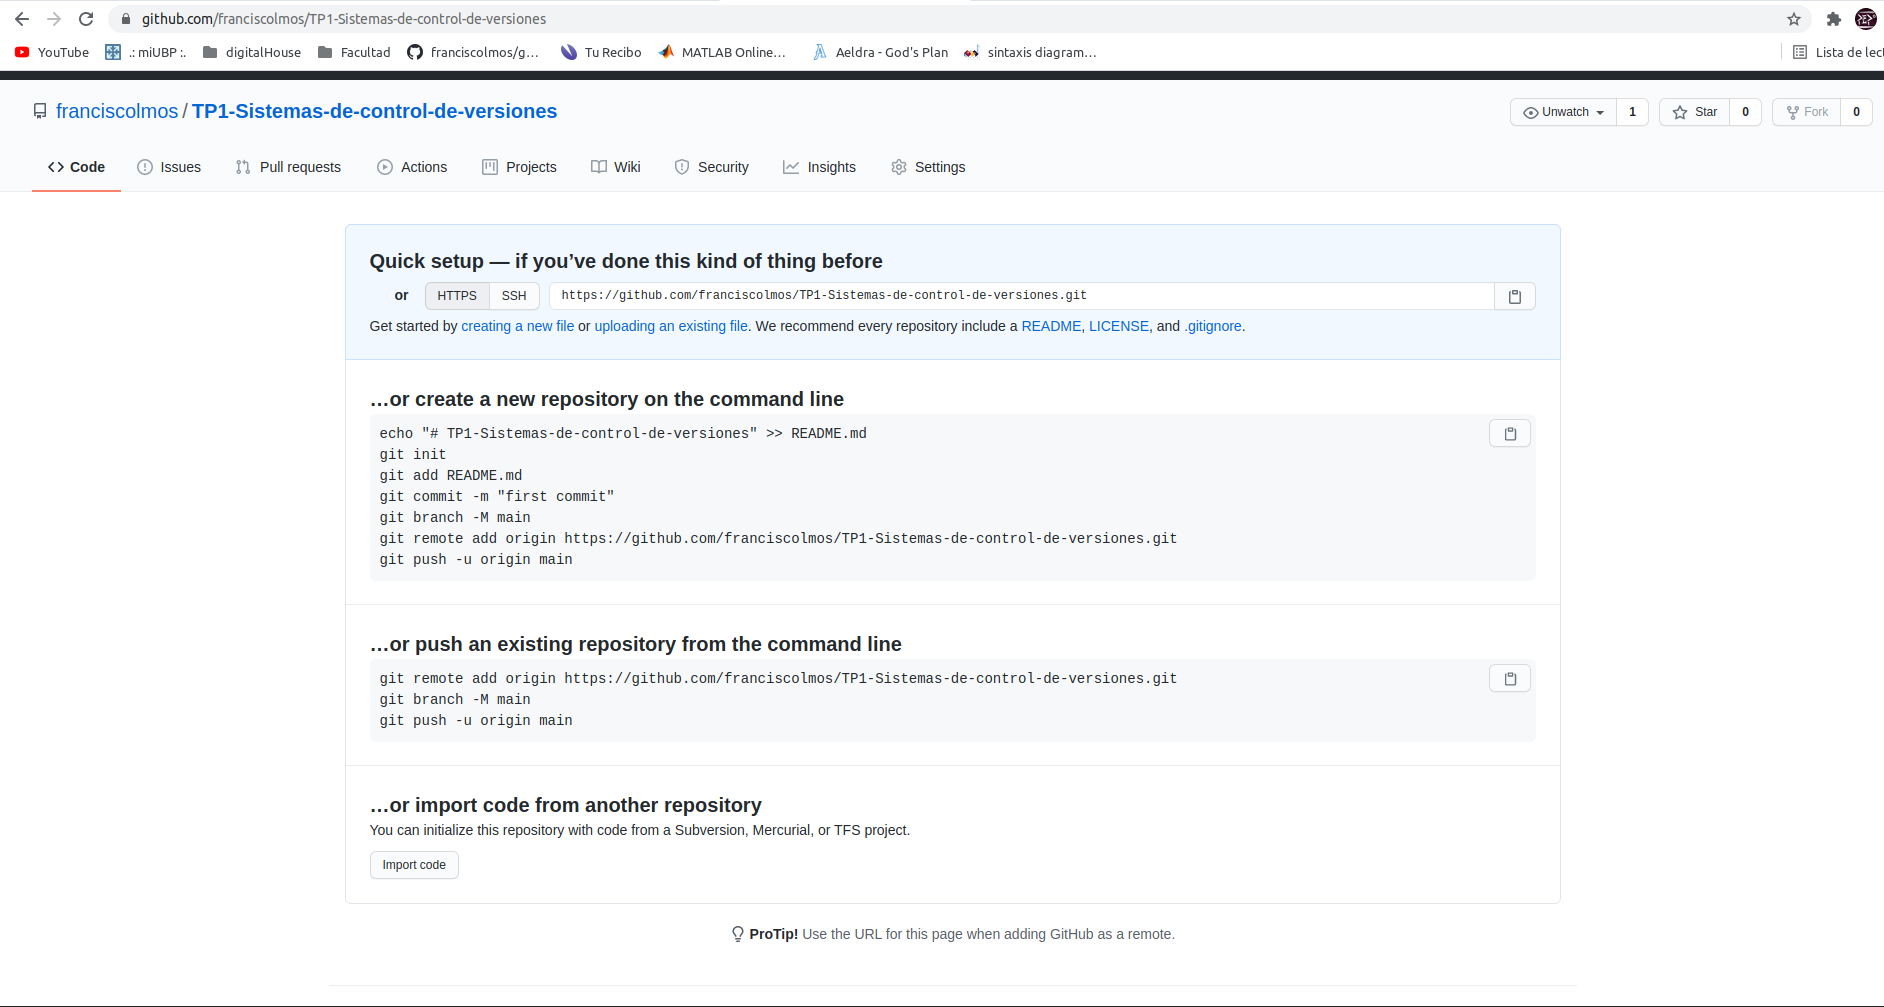 github.com/franciscolmos/TP1-Sistemas-de-control-de-versiones
YouTube .: miUBP :. digitalHouse Facultad franciscolmos/g... Tu Recibo MATLAB Online... Aeldra - God's Plan sintaxis diagram... Lista de lect
franciscolmos / TP1-Sistemas-de-control-de-versiones Unwatch 1 Star 0 Fork 0
Code Issues Pull requests Actions Projects Wiki Security Insights Settings
Quick setup — if you’ve done this kind of thing before
or HTTPS SSH https://github.com/franciscolmos/TP1-Sistemas-de-control-de-versiones.git
Get started by creating a new file or uploading an existing file. We recommend every repository include a README, LICENSE, and .gitignore.
…or create a new repository on the command line
echo "# TP1-Sistemas-de-control-de-versiones" >> README.md
git init
git add README.md
git commit -m "first commit"
git branch -M main
git remote add origin https://github.com/franciscolmos/TP1-Sistemas-de-control-de-versiones.git
git push -u origin main
…or push an existing repository from the command line
git remote add origin https://github.com/franciscolmos/TP1-Sistemas-de-control-de-versiones.git
git branch -M main
git push -u origin main
…or import code from another repository
You can initialize this repository with code from a Subversion, Mercurial, or TFS project.
Import code
ProTip! Use the URL for this page when adding GitHub as a remote.